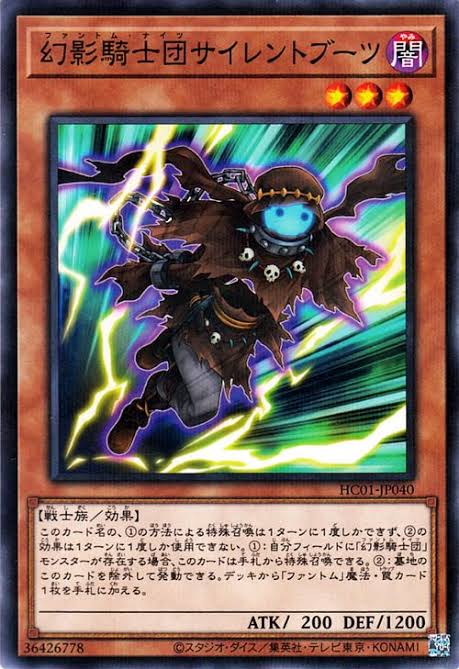 ファントム・ナイツ
幻影騎士団サイレントブーツ
やみ
闇
HC01-JP040
【戦士族／効果】
このカード名の、①の方法による特殊召喚は１ターンに１度しかできず、②の
効果は１ターンに１度しか使用できない。①：自分フィールドに「幻影騎士団」
モンスターが存在する場合、このカードは手札から特殊召喚できる。②：墓地の
このカードを除外して発動できる。デッキから「ファントム」魔法・罠カード
１枚を手札に加える。
ATK/ 200 DEF/1200
36426778
©スタジオ・ダイス／集英社・テレビ東京・KONAMI